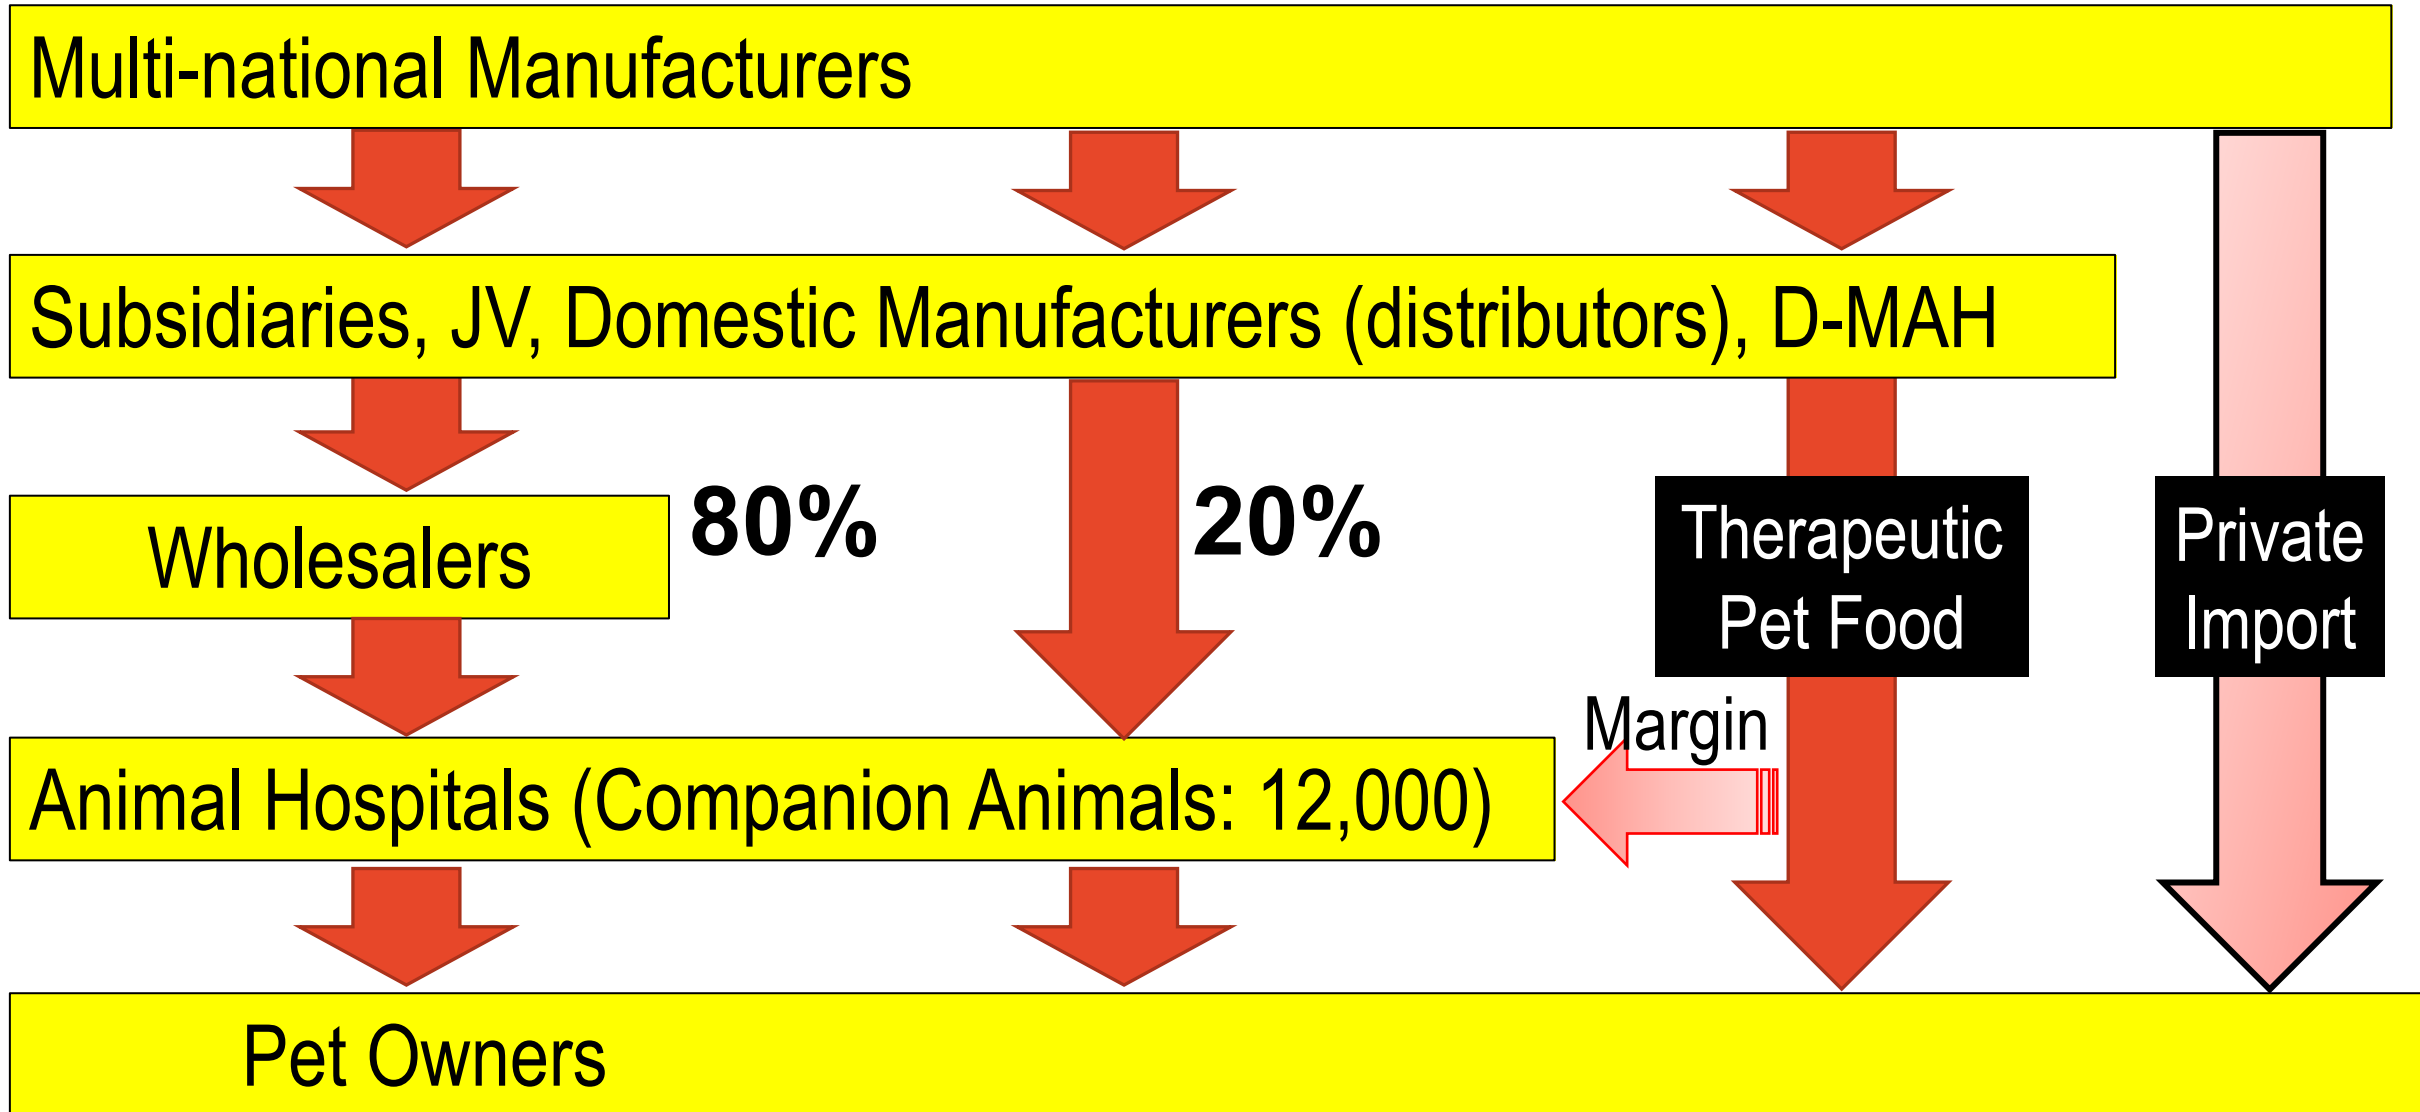 Multi-national Manufacturers
Subsidiaries, JV, Domestic Manufacturers (distributors), D-MAH
Wholesalers
80%
20%
Therapeutic
Pet Food
Private
Import
Margin
Animal Hospitals (Companion Animals: 12,000)
Pet Owners